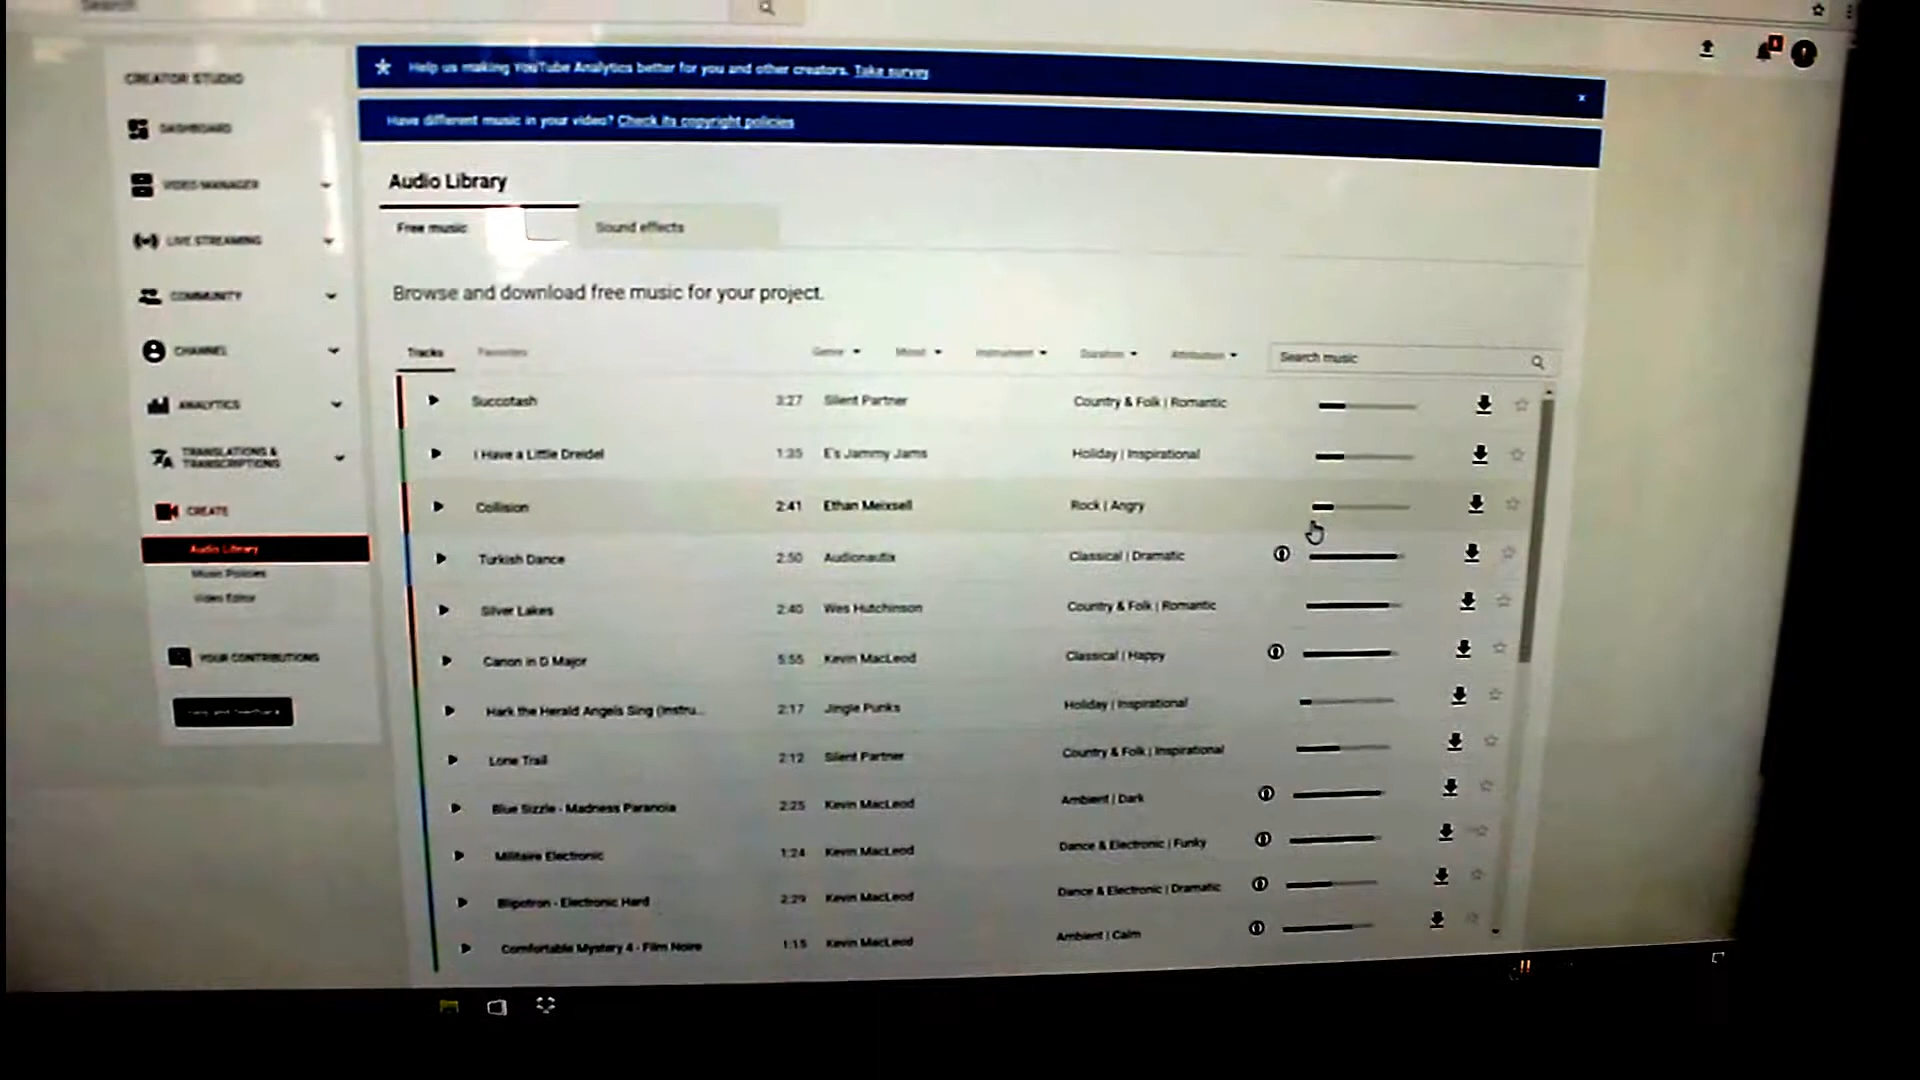 Search
CREATOR STUDIO
DASHBOARD
VIDEO MANAGER
LIVE STREAMING
COMMUNITY
CHANNEL
ANALYTICS
TRANSLATIONS &
TRANSCRIPTIONS
CREATE
Audio Library
Music Policies
Video Editor
YOUR CONTRIBUTIONS
Help us making YouTube Analytics better for you and other creators. Take survey
Have different music in your video? Check its copyright policies
Audio Library
Free music Sound effects
Browse and download free music for your project.
Tracks Favorites Genre Mood Instrument Duration Attribution Search music
Succotash 3:27 Silent Partner Country & Folk | Romantic
I Have a Little Dreidel 1:35 E's Jammy Jams Holiday | Inspirational
Collision 2:41 Ethan Meixsell Rock | Angry
Turkish Dance 2:50 Audionautix Classical | Dramatic
Silver Lakes 2:40 Wes Hutchinson Country & Folk | Romantic
Canon in D Major 5:55 Kevin MacLeod Classical | Happy
Hark the Herald Angels Sing (Instru... 2:17 Jingle Punks Holiday | Inspirational
Lone Trail 2:12 Silent Partner Country & Folk | Inspirational
Blue Sizzle - Madness Paranoia 2:25 Kevin MacLeod Ambient | Dark
Militaire Electronic 1:24 Kevin MacLeod Dance & Electronic | Funky
Blipotron - Electronic Hard 2:29 Kevin MacLeod Dance & Electronic | Dramatic
Comfortable Mystery 4 - Film Noire 1:15 Kevin MacLeod Ambient | Calm